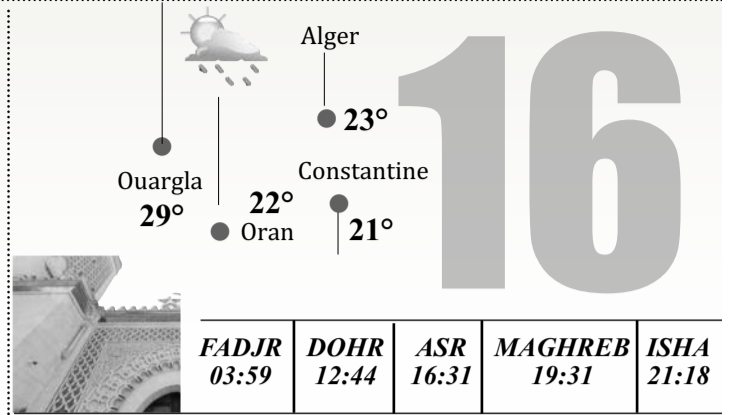 Alger
16
23°
Constantine
Ouargla
29°
22°
Oran
21°
FADJR DOHR ASR MAGHREB ISHA
03:59 12:44 16:31 19:31 21:18